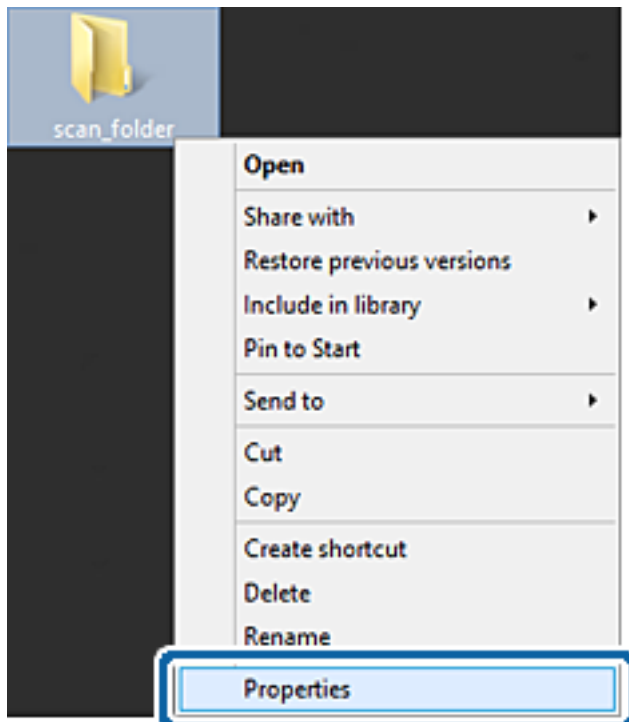 scan_folder
Open
Share with
Restore previous versions
Include in library
Pin to Start
Send to
Cut
Copy
Create shortcut
Delete
Rename
Properties